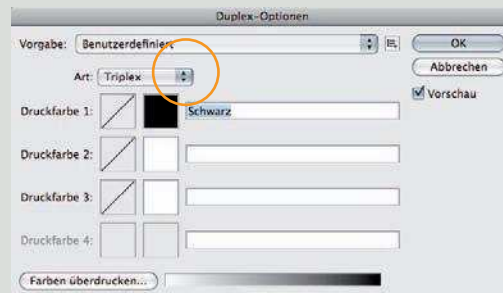 Duplex-Optionen
Vorgabe: Benutzerdefiniert
OK
Art: Triplex
Abbrechen
Vorschau
Druckfarbe 1: Schwarz
Druckfarbe 2:
Druckfarbe 3:
Druckfarbe 4:
Farben überdrucken...